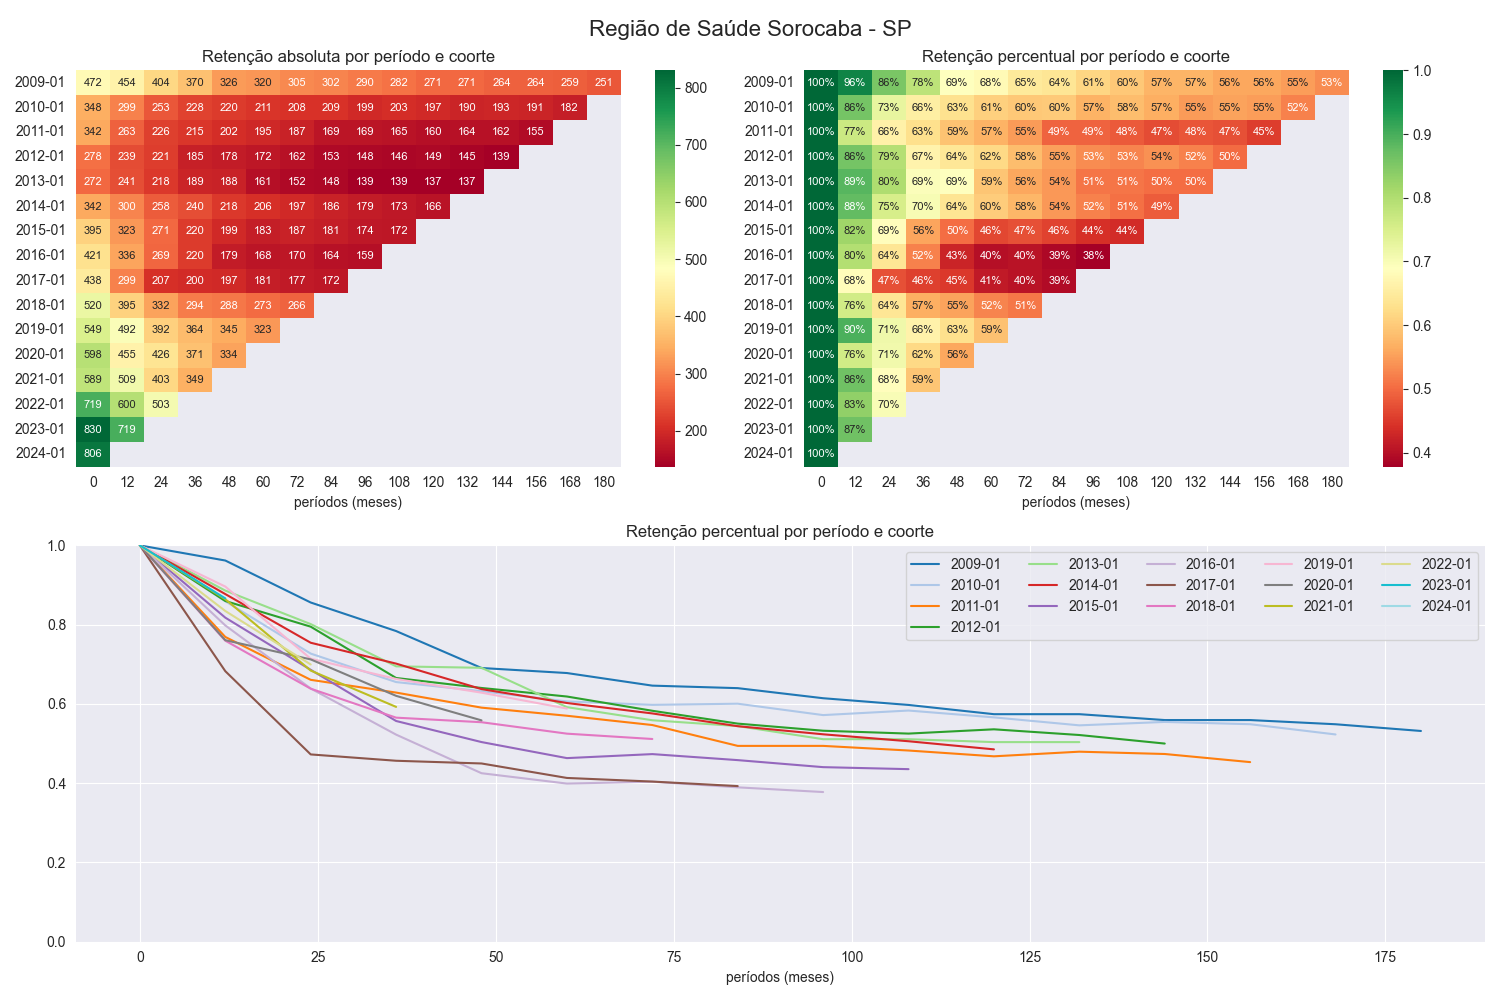 Região de Saúde Sorocaba - SP
Retenção absoluta por período e coorte
2009-01 472 454 404 370 326 320 305 302 290 282 271 271 264 264 259 251
2010-01 348 299 253 228 220 211 208 209 199 203 197 190 193 191 182
2011-01 342 263 226 215 202 195 187 169 169 165 160 164 162 155
2012-01 278 239 221 185 178 172 162 153 148 146 149 145 139
2013-01 272 241 218 189 188 161 152 148 139 139 137 137
2014-01 342 300 258 240 218 206 197 186 179 173 166
2015-01 395 323 271 220 199 183 187 181 174 172
2016-01 421 336 269 220 179 168 170 164 159
2017-01 438 299 207 200 197 181 177 172
2018-01 520 395 332 294 288 273 266
2019-01 549 492 392 364 345 323
2020-01 598 455 426 371 334
2021-01 589 509 403 349
2022-01 719 600 503
2023-01 830 719
2024-01 806
0 12 24 36 48 60 72 84 96 108 120 132 144 156 168 180
períodos (meses)
800
700
600
500
400
300
200
Retenção percentual por período e coorte
2009-01 100% 96% 86% 78% 69% 68% 65% 64% 61% 60% 57% 57% 56% 56% 55% 53%
2010-01 100% 86% 73% 66% 63% 61% 60% 60% 57% 58% 57% 55% 55% 55% 52%
2011-01 100% 77% 66% 63% 59% 57% 55% 49% 49% 48% 47% 48% 47% 45%
2012-01 100% 86% 79% 67% 64% 62% 58% 55% 53% 53% 54% 52% 50%
2013-01 100% 89% 80% 69% 69% 59% 56% 54% 51% 51% 50% 50%
2014-01 100% 88% 75% 70% 64% 60% 58% 54% 52% 51% 49%
2015-01 100% 82% 69% 56% 50% 46% 47% 46% 44% 44%
2016-01 100% 80% 64% 52% 43% 40% 40% 39% 38%
2017-01 100% 68% 47% 46% 45% 41% 40% 39%
2018-01 100% 76% 64% 57% 55% 52% 51%
2019-01 100% 90% 71% 66% 63% 59%
2020-01 100% 76% 71% 62% 56%
2021-01 100% 86% 68% 59%
2022-01 100% 83% 70%
2023-01 100% 87%
2024-01 100%
0 12 24 36 48 60 72 84 96 108 120 132 144 156 168 180
períodos (meses)
1.0
0.9
0.8
0.7
0.6
0.5
0.4
Retenção percentual por período e coorte
1.0
0.8
0.6
0.4
0.2
0.0
2009-01 2013-01 2016-01 2019-01 2022-01
2010-01 2014-01 2017-01 2020-01 2023-01
2011-01 2015-01 2018-01 2021-01 2024-01
2012-01
0 25 50 75 100 125 150 175
períodos (meses)